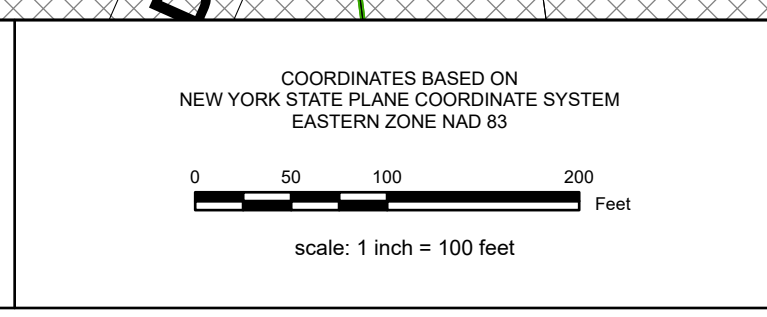 COORDINATES BASED ON
NEW YORK STATE PLANE COORDINATE SYSTEM
EASTERN ZONE NAD 83
0 50 100 200
Feet
scale: 1 inch = 100 feet